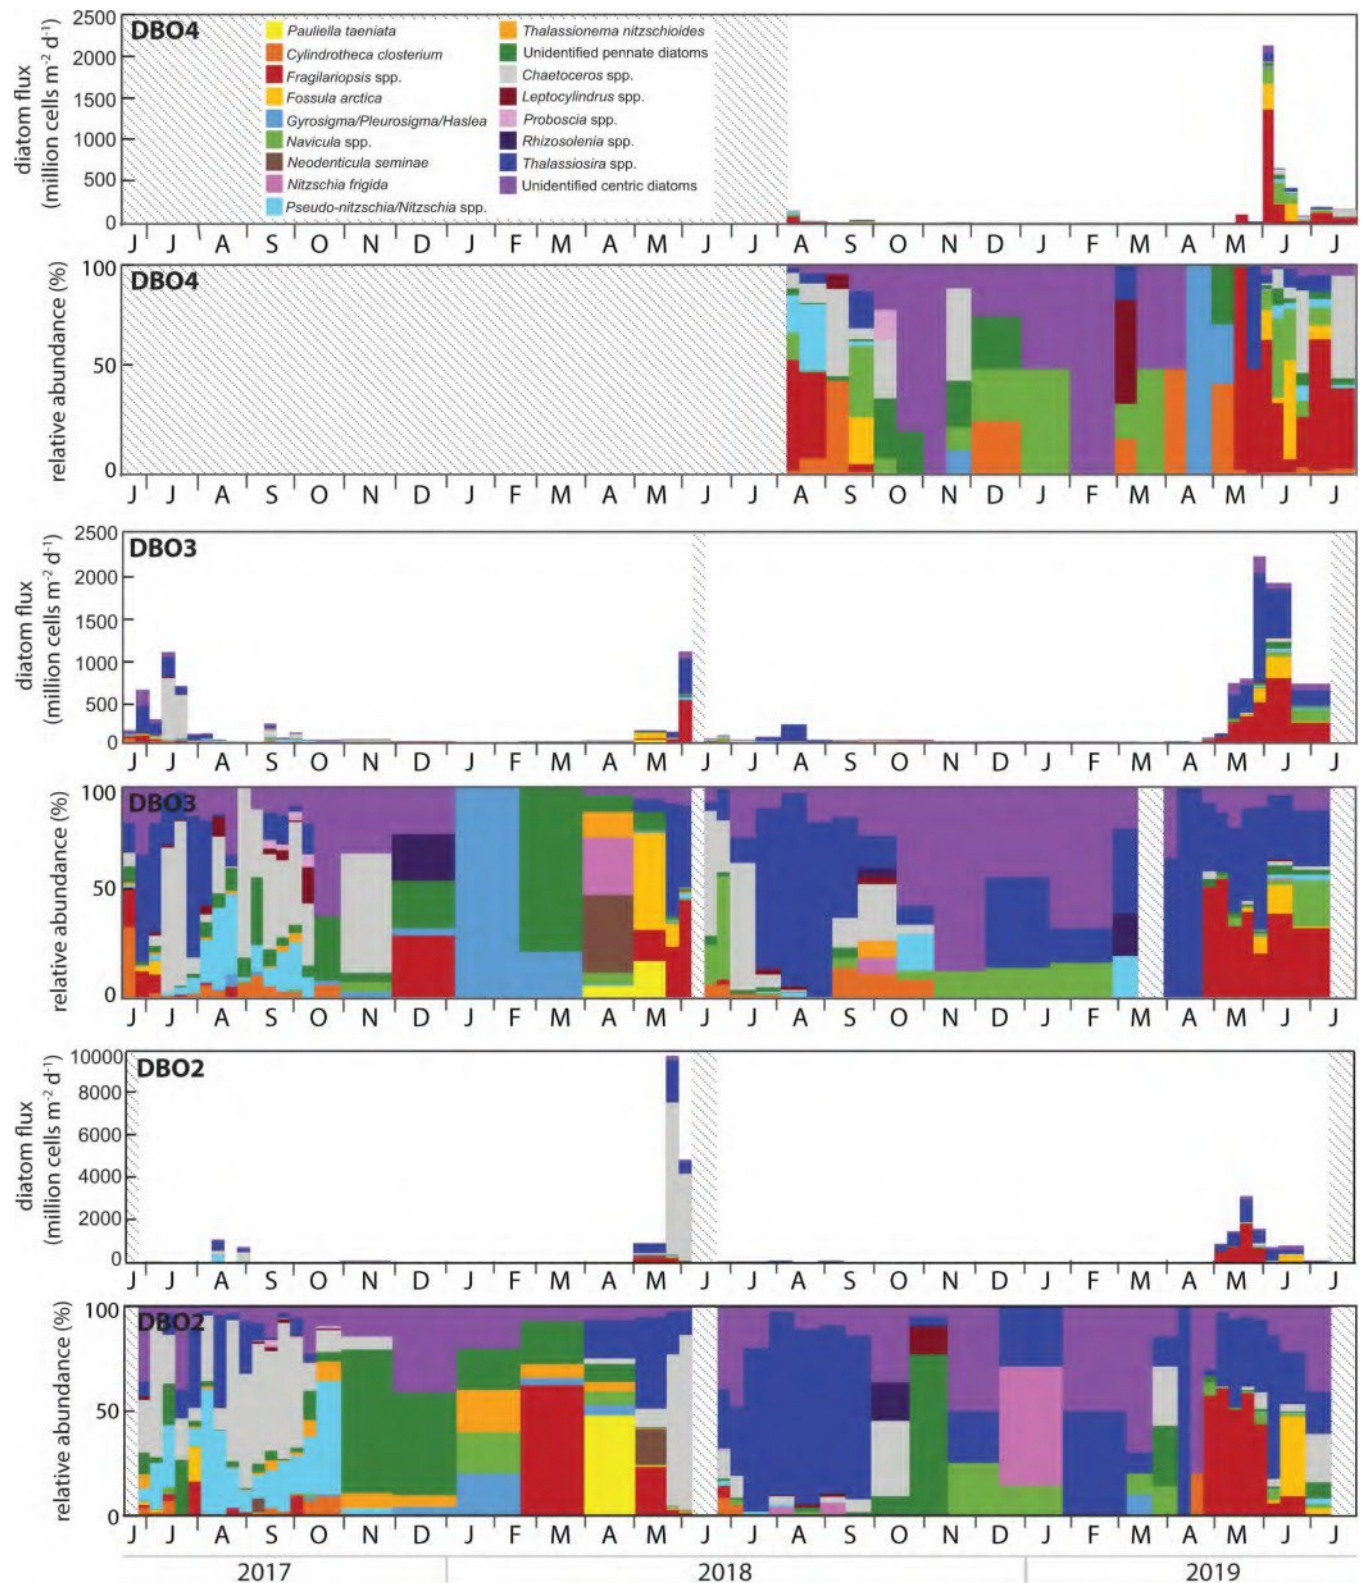 DBO4
2500
2000
1500
1000
500
0
diatom flux
(million cells m-2 d-1)
Pauliella taeniata
Cylindrotheca closterium
Fragilariopsis spp.
Fossula arctica
Gyrosigma/Pleurosigma/Haslea
Navicula spp.
Neodenticula seminae
Nitzschia frigida
Pseudo-nitzschia/Nitzschia spp.
Thalassionema nitzschioides
Unidentified pennate diatoms
Chaetoceros spp.
Leptocylindrus spp.
Proboscia spp.
Rhizosolenia spp.
Thalassiosira spp.
Unidentified centric diatoms
J J A S O N D J F M A M J J A S O N D J F M A M J J
DBO4
100
50
0
relative abundance (%)
J J A S O N D J F M A M J J A S O N D J F M A M J J
DBO3
2500
2000
1500
1000
500
0
diatom flux
(million cells m-2 d-1)
J J A S O N D J F M A M J J A S O N D J F M A M J J
DBO3
100
50
0
relative abundance (%)
J J A S O N D J F M A M J J A S O N D J F M A M J J
DBO2
10000
8000
6000
4000
2000
0
diatom flux
(million cells m-2 d-1)
J J A S O N D J F M A M J J A S O N D J F M A M J J
DBO2
100
50
0
relative abundance (%)
J J A S O N D J F M A M J J A S O N D J F M A M J J
2017 2018 2019